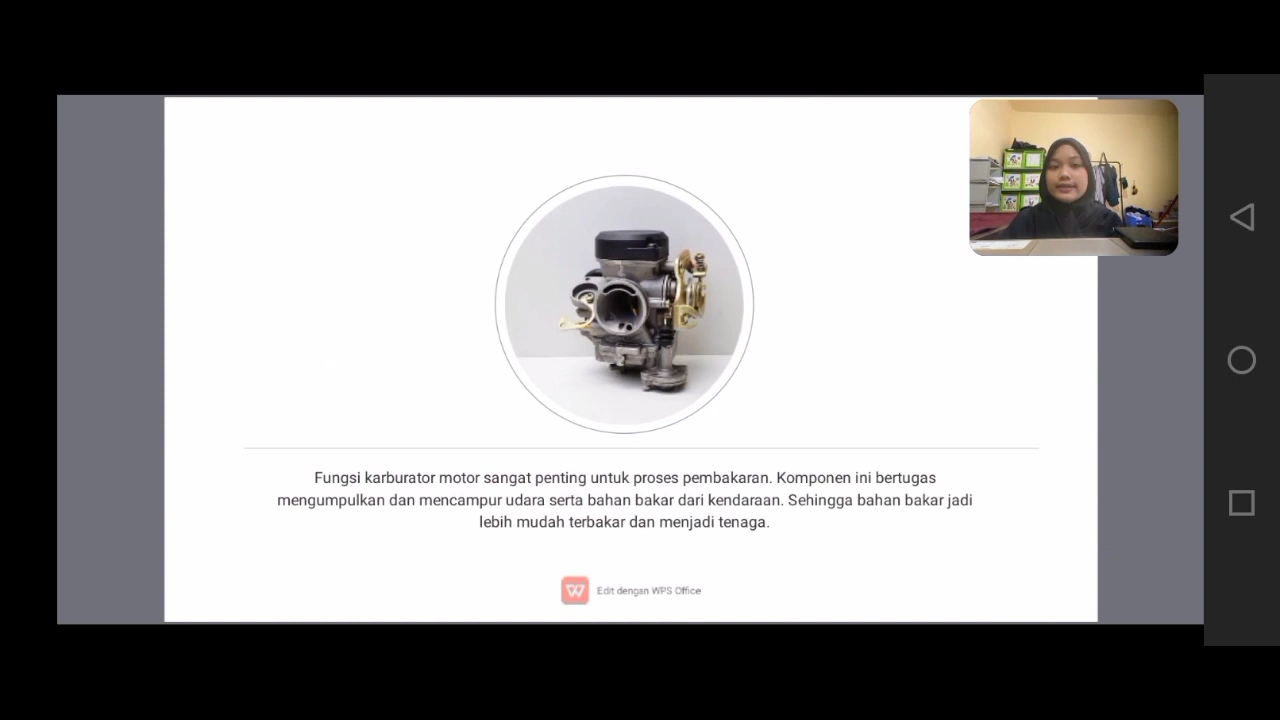 Fungsi karburator motor sangat penting untuk proses pembakaran. Komponen ini bertugas
mengumpulkan dan mencampur udara serta bahan bakar dari kendaraan. Sehingga bahan bakar jadi
lebih mudah terbakar dan menjadi tenaga.
Edit dengan WPS Office